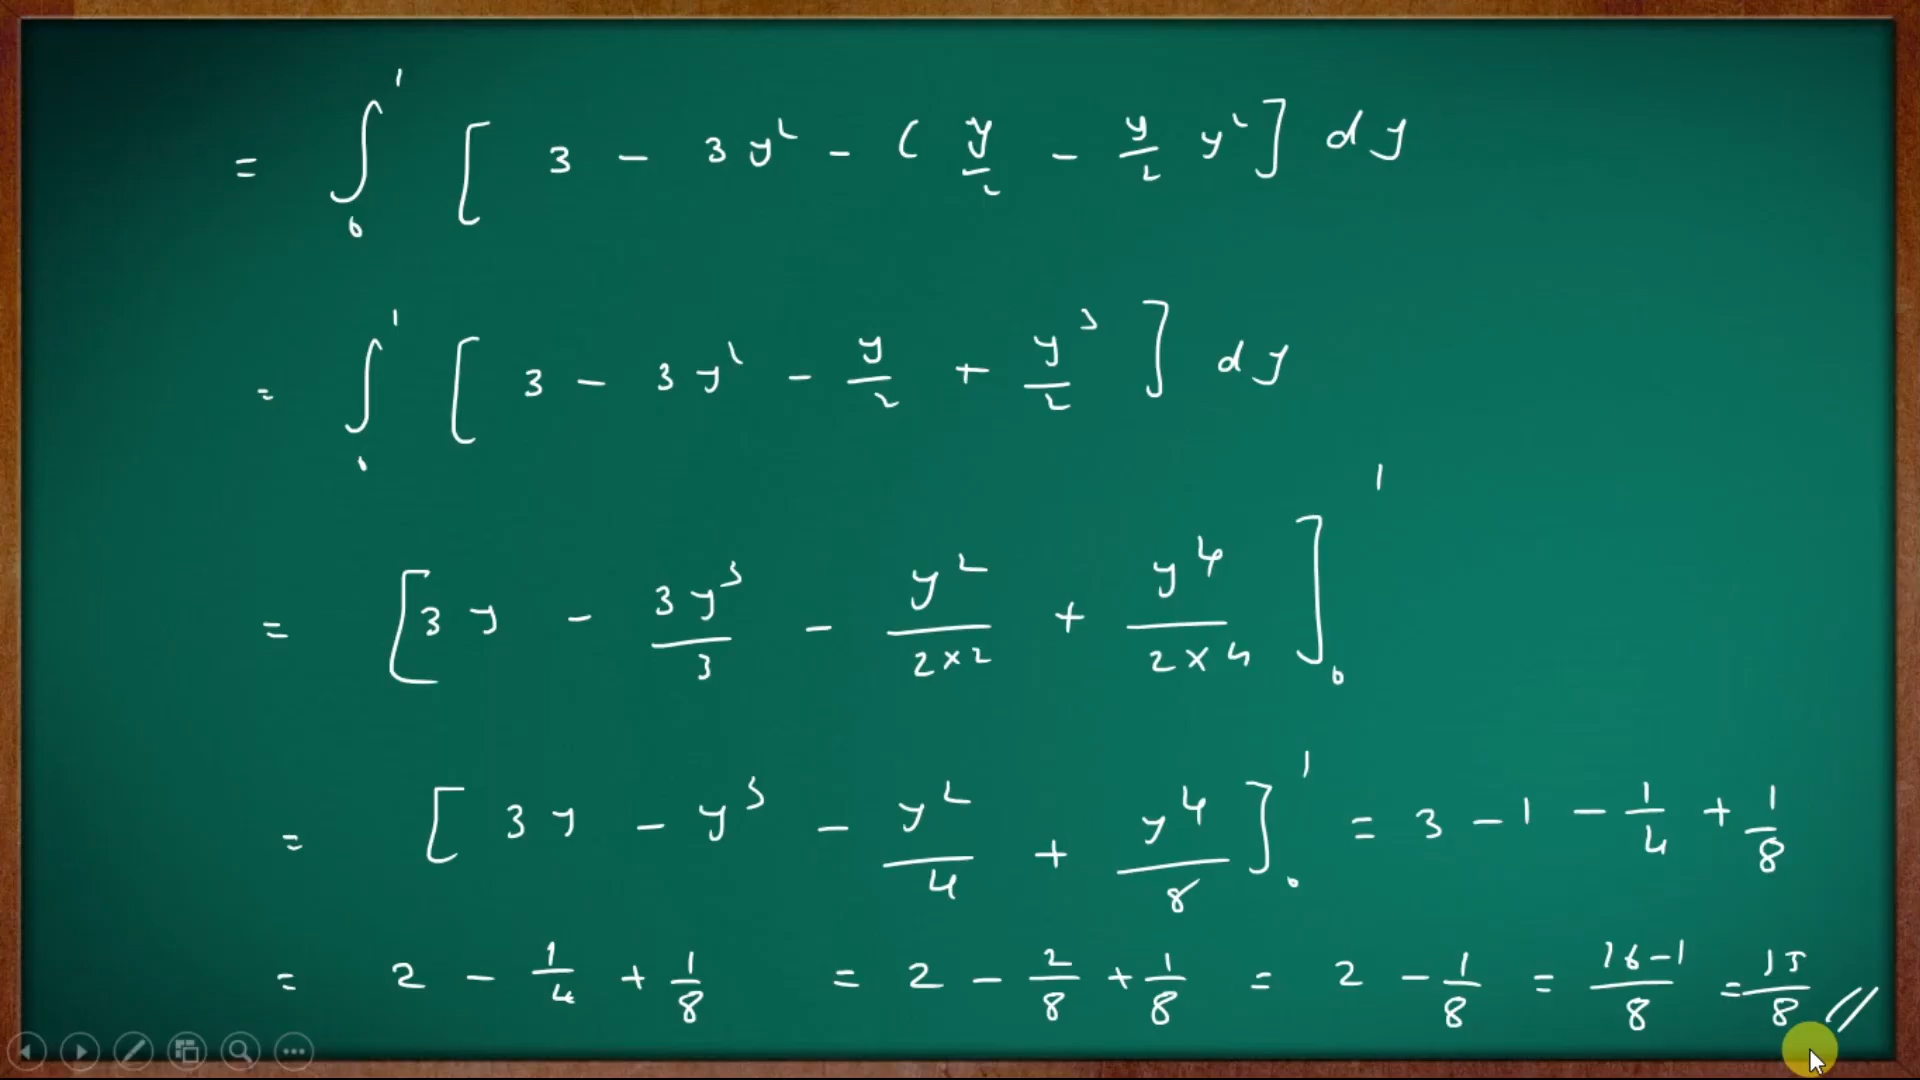 = ∫₀¹ [ 3 - 3y² - ( y/2 - y/2 y² ] dy
= ∫₀¹ [ 3 - 3y² - y/2 + y³/2 ] dy
= [ 3y - 3y³/3 - y²/(2×2) + y⁴/(2×4) ]₀¹
= [ 3y - y³ - y²/4 + y⁴/8 ]₀¹ = 3 - 1 - 1/4 + 1/8
= 2 - 1/4 + 1/8 = 2 - 2/8 + 1/8 = 2 - 1/8 = (16-1)/8 = 15/8 //